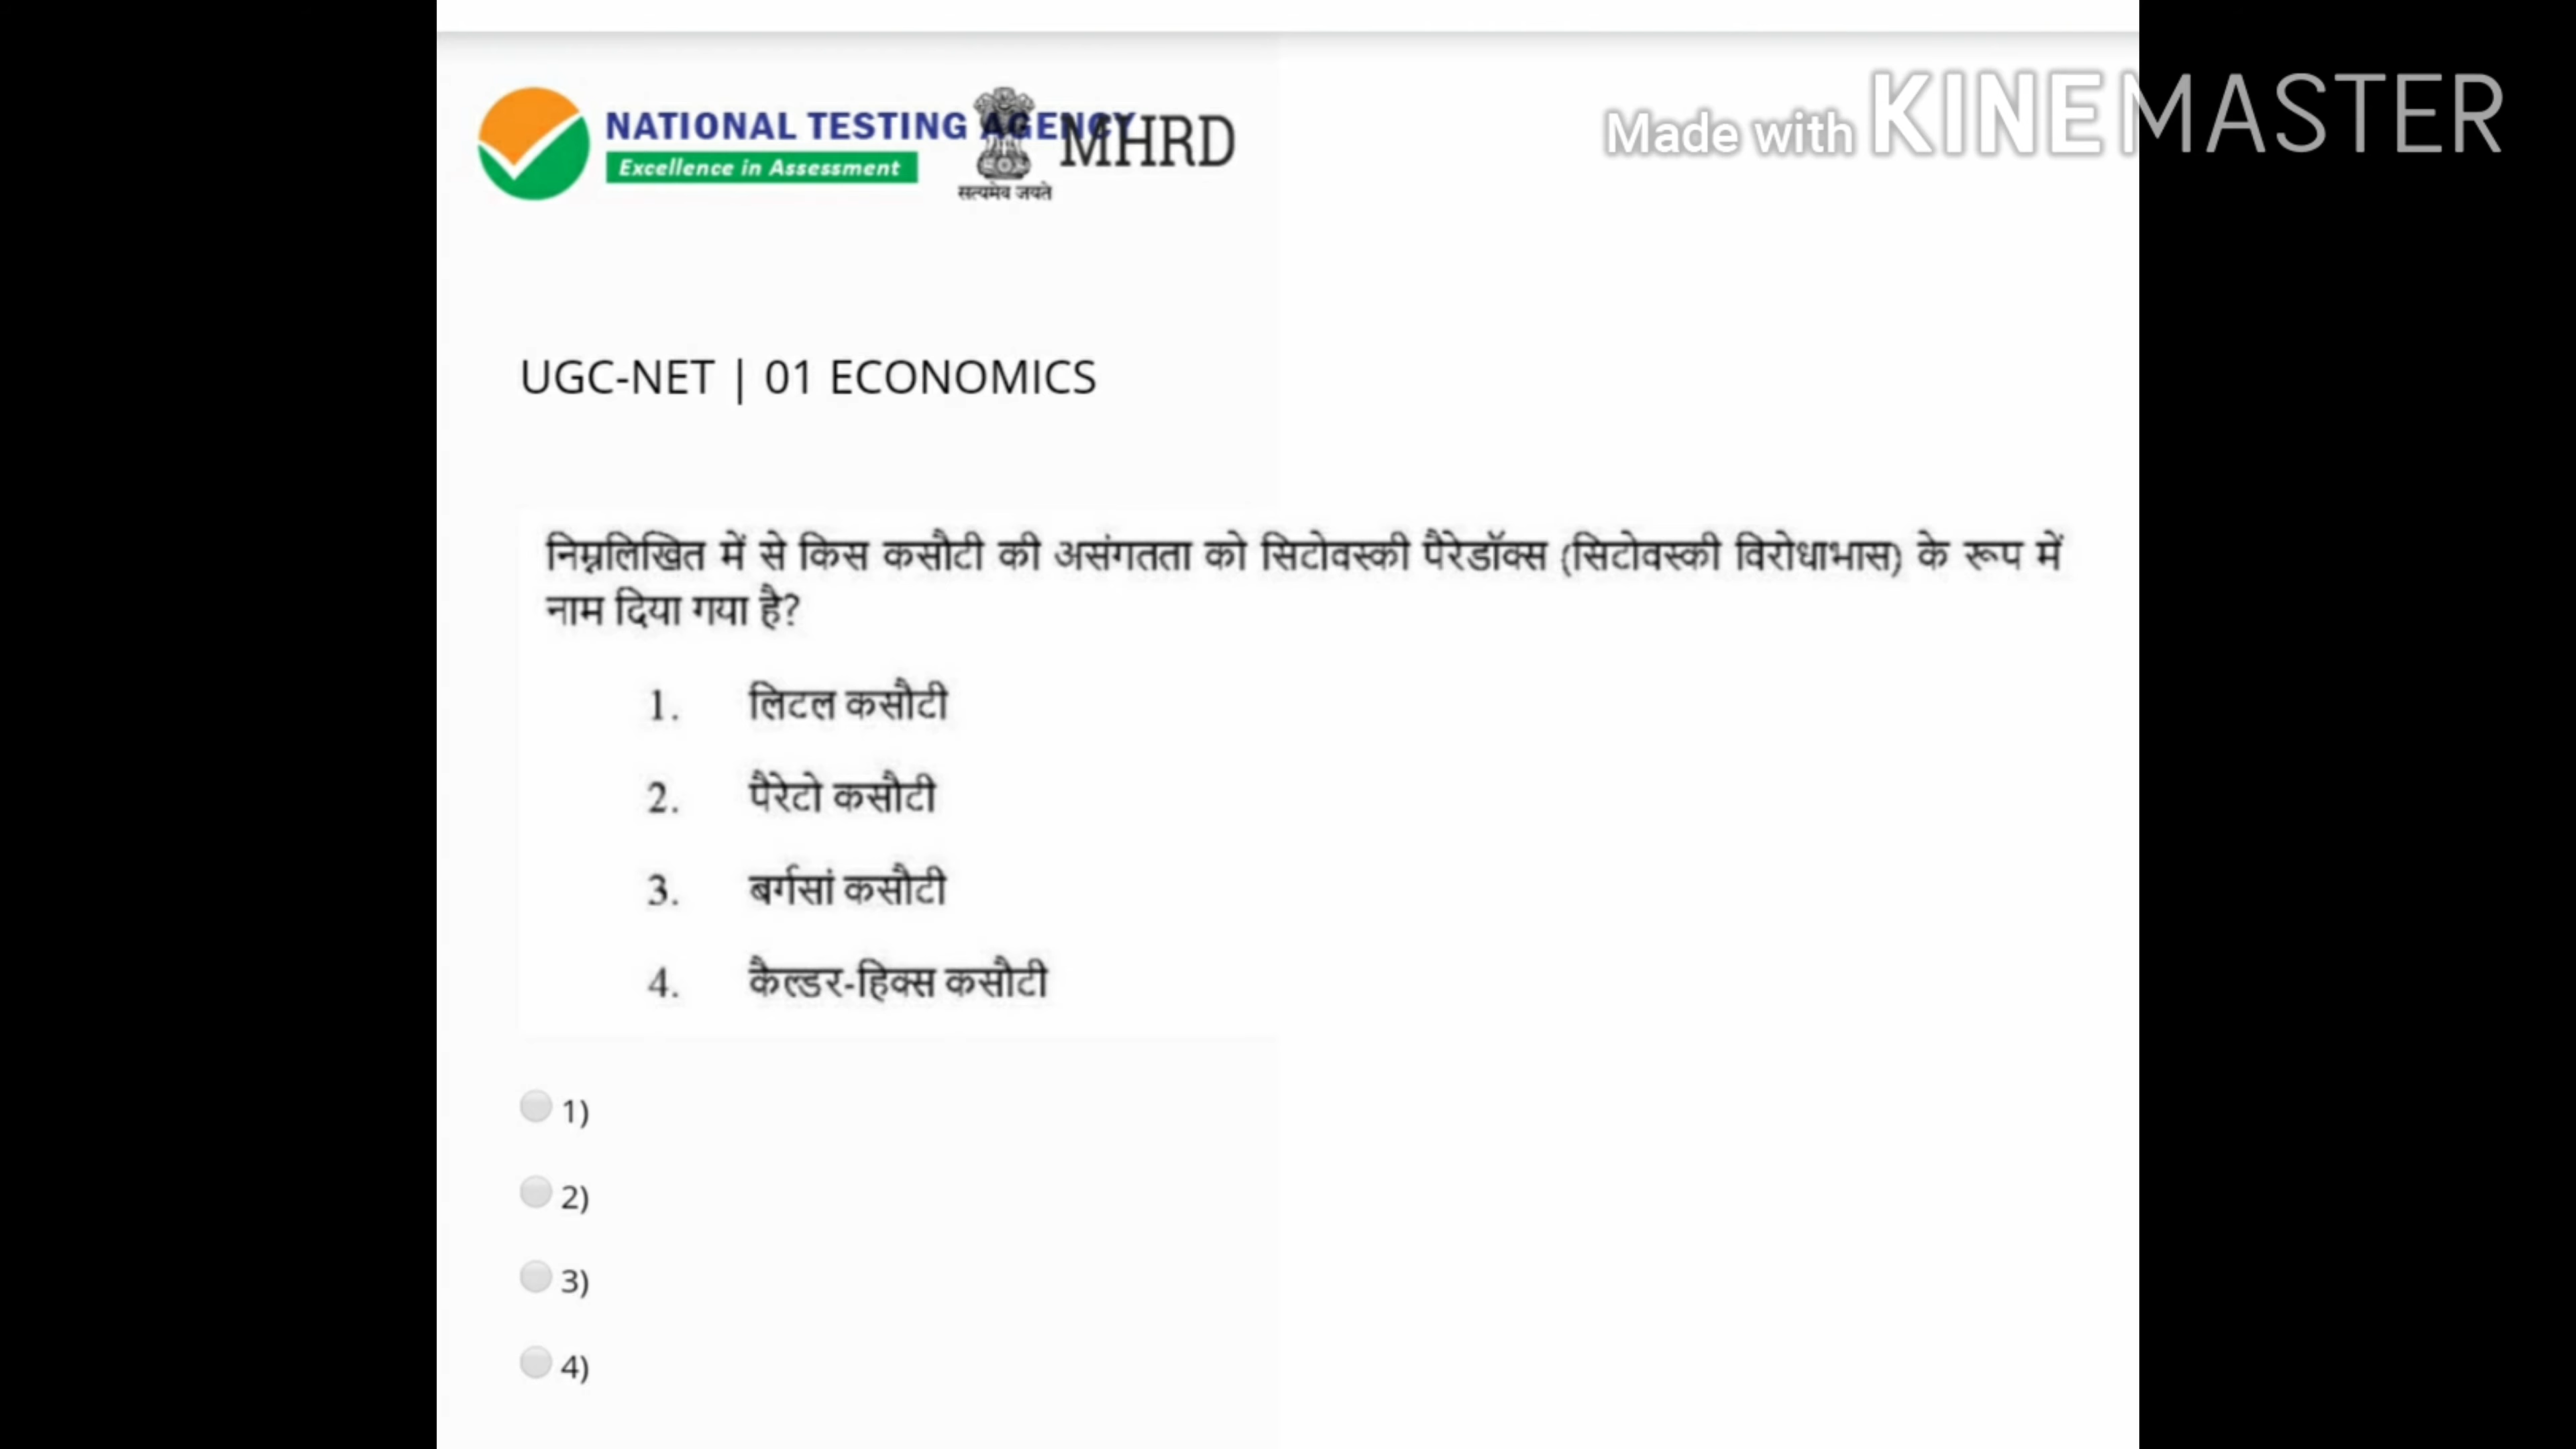 NATIONAL TESTING AGENCY
Excellence in Assessment
सत्यमेव जयते
MHRD
Made with KINEMASTER
UGC-NET | 01 ECONOMICS
निम्नलिखित में से किस कसौटी की असंगतता को सिटोवस्की पैरेडॉक्स (सिटोवस्की विरोधाभास) के रूप में
नाम दिया गया है?
1. लिटल कसौटी
2. पैरेटो कसौटी
3. बर्गसां कसौटी
4. कैल्डर-हिक्स कसौटी
1)
2)
3)
4)